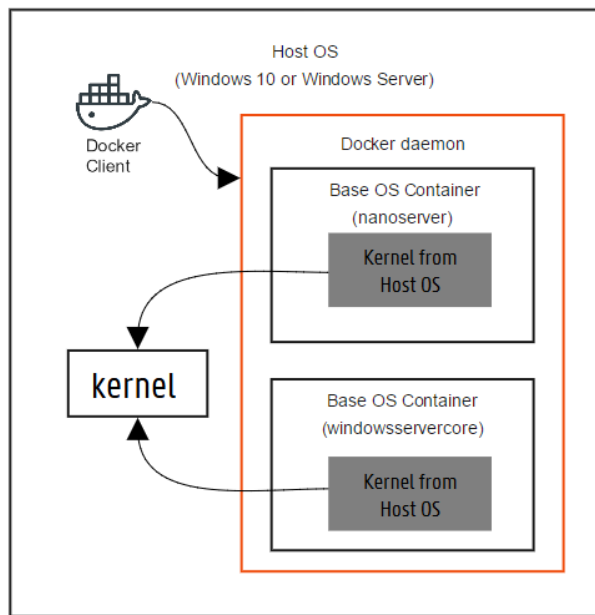 Host OS
(Windows 10 or Windows Server)
Docker
Client
Docker daemon
Base OS Container
(nanoserver)
Kernel from
Host OS
kernel
Base OS Container
(windowsservercore)
Kernel from
Host OS